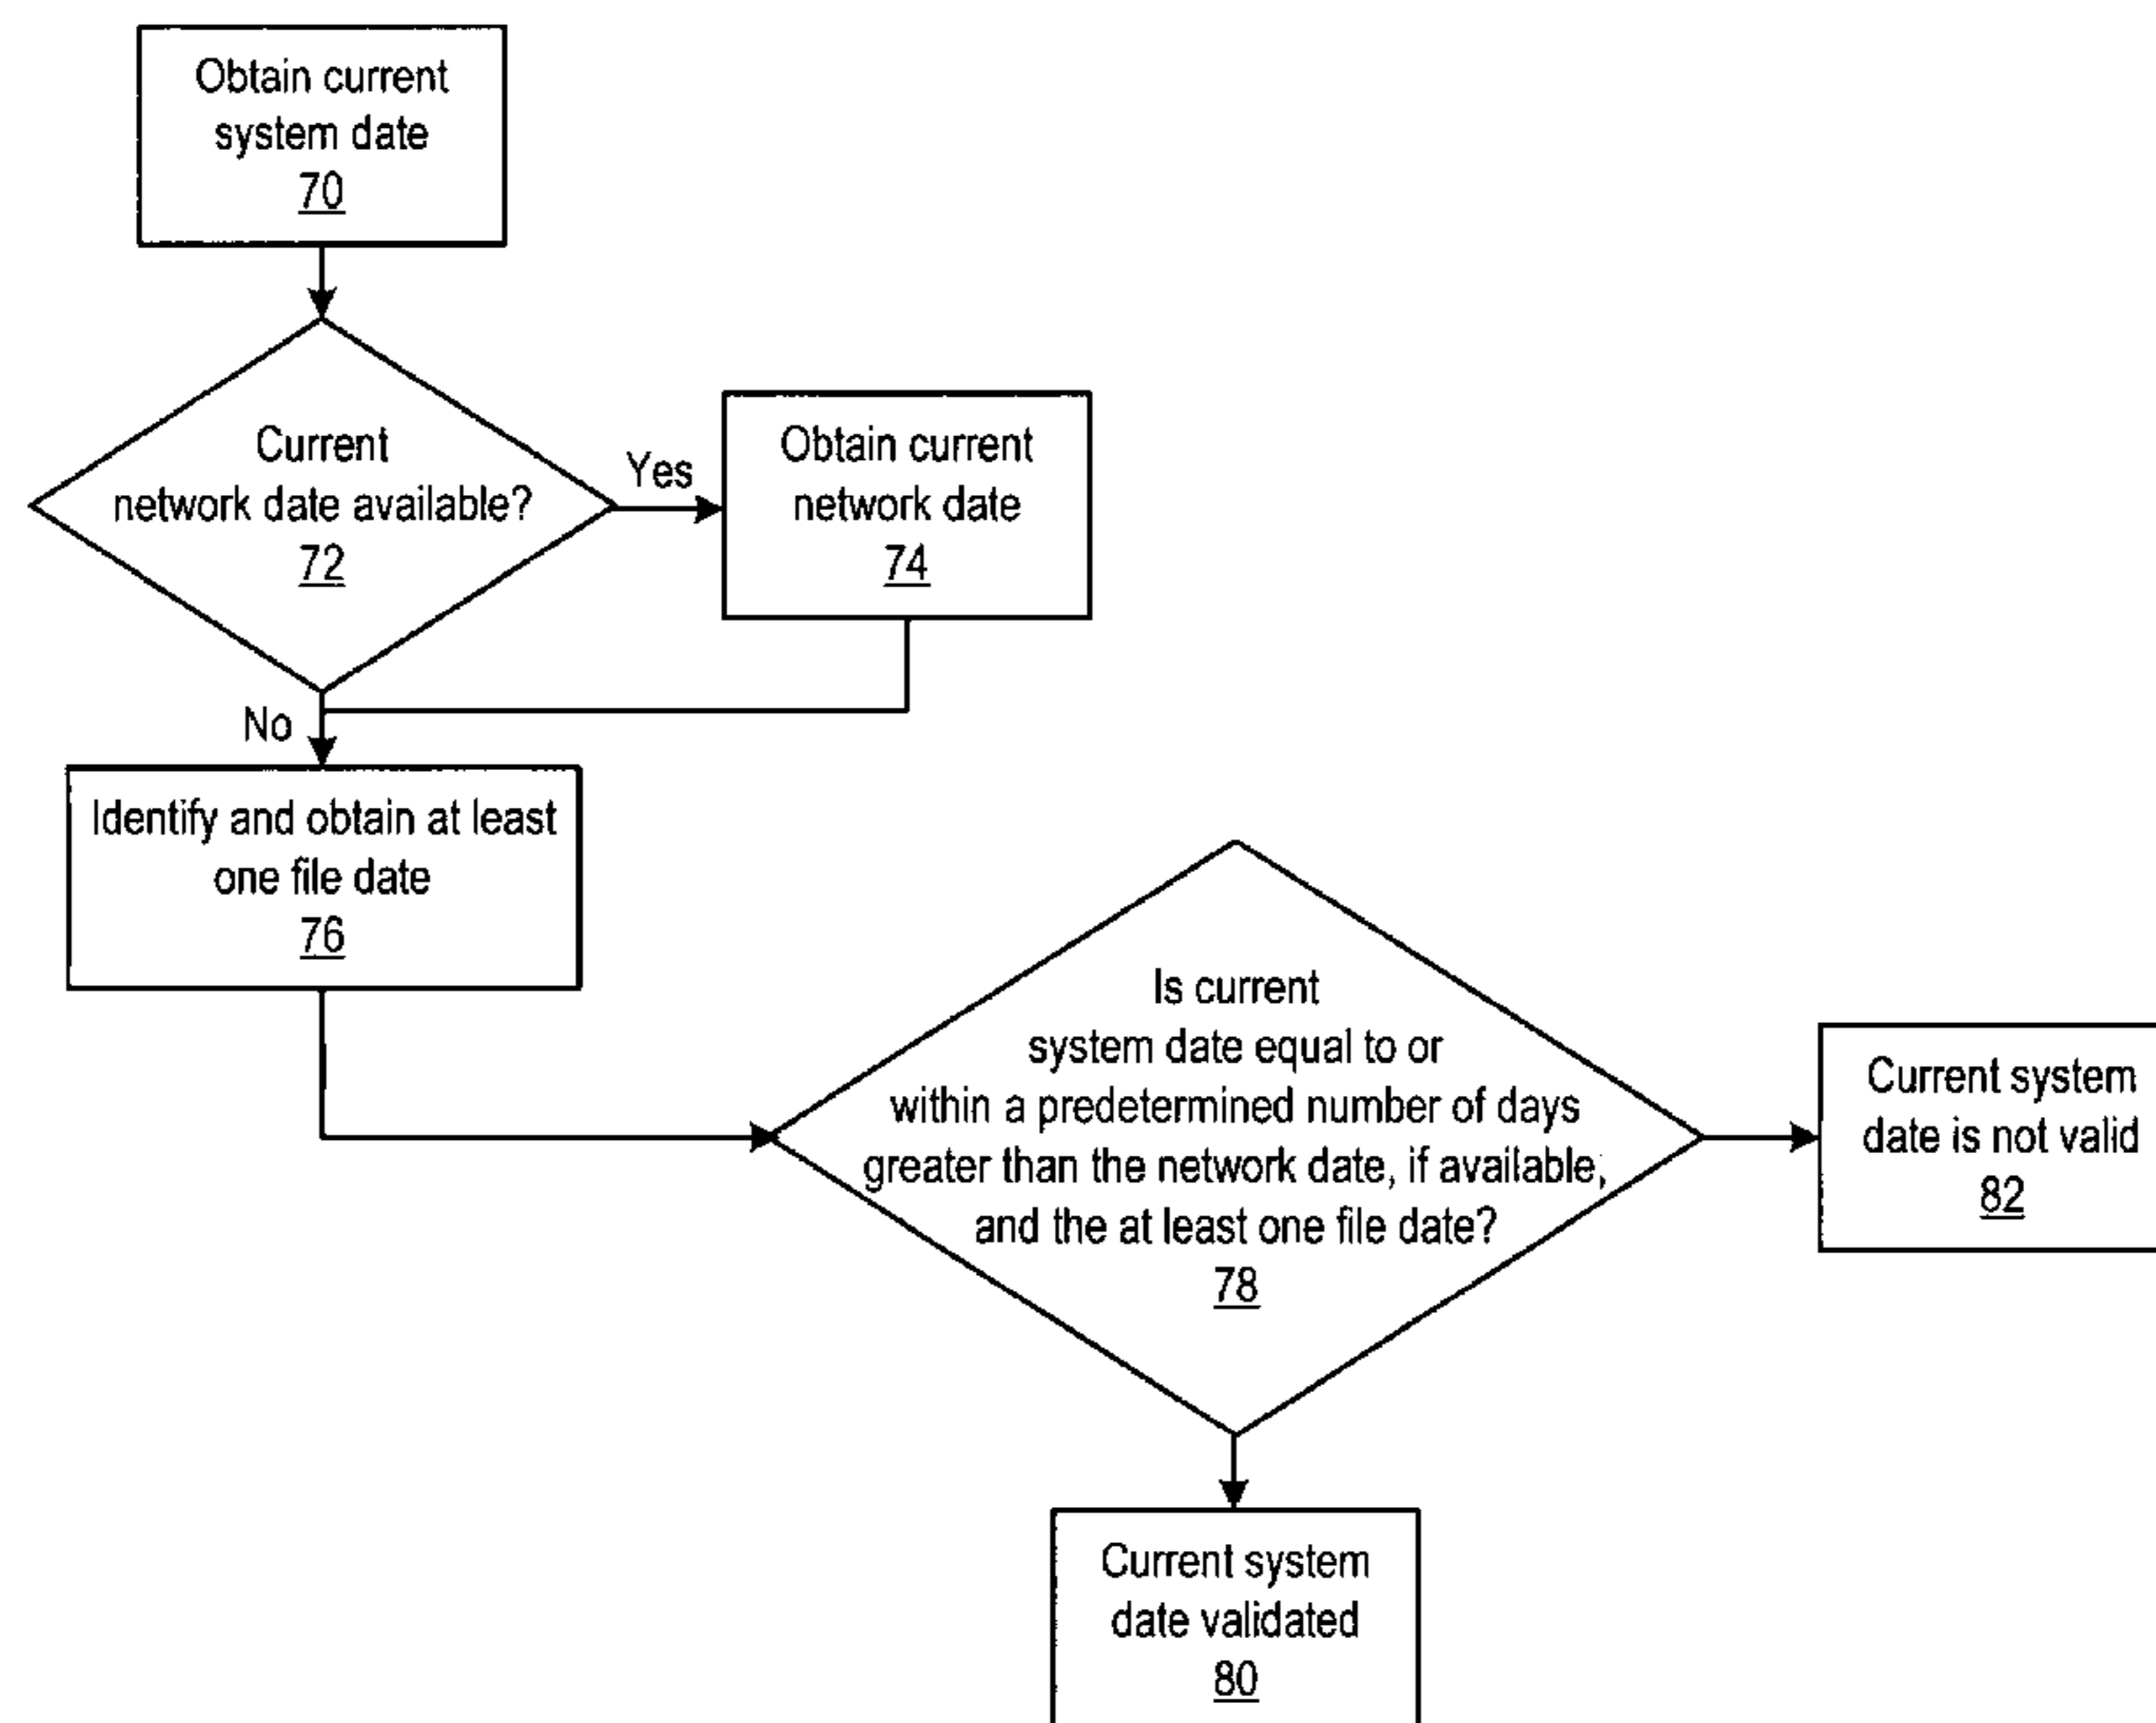 Obtain current
system date
70
Current
network date available?
72
Yes
Obtain current
network date
74
No
Identify and obtain at least
one file date
76
Is current
system date equal to or
within a predetermined number of days
greater than the network date, if available,
and the at least one file date?
78
Current system
date is not valid
82
Current system
date validated
80